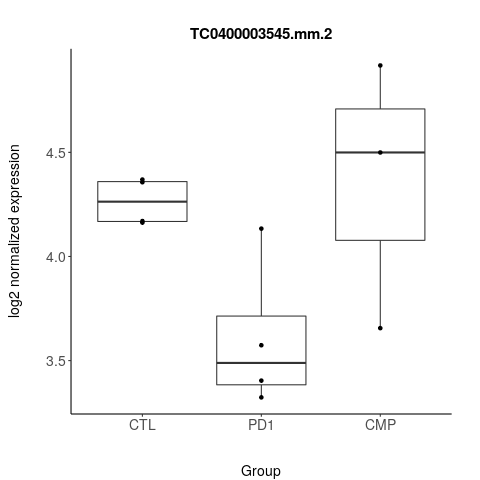 TC0400003545.mm.2
log2 normalized expression
4.5
4.0
3.5
CTL
PD1
CMP
Group